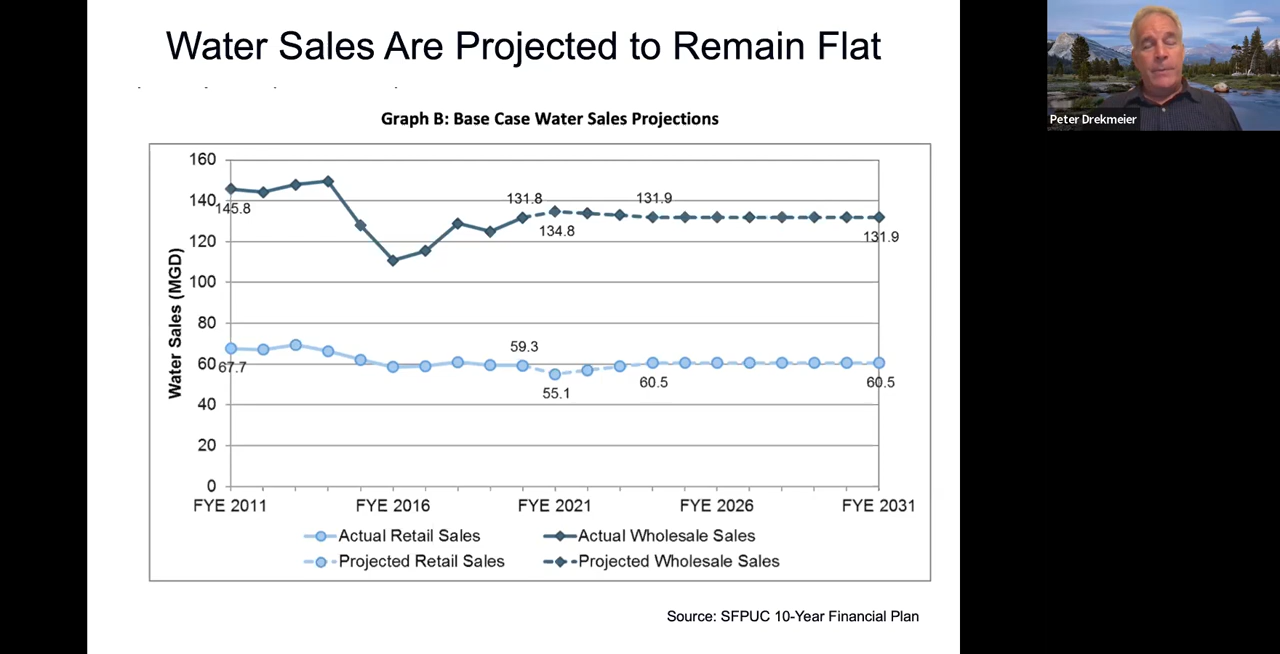 Water Sales Are Projected to Remain Flat
Peter Drekmeier
Graph B: Base Case Water Sales Projections
Water Sales (MGD)
160
140
120
100
80
60
40
20
0
145.8
131.8
134.8
131.9
131.9
67.7
59.3
55.1
60.5
60.5
FYE 2011 FYE 2016 FYE 2021 FYE 2026 FYE 2031
Actual Retail Sales Actual Wholesale Sales
Projected Retail Sales Projected Wholesale Sales
Source: SFPUC 10-Year Financial Plan